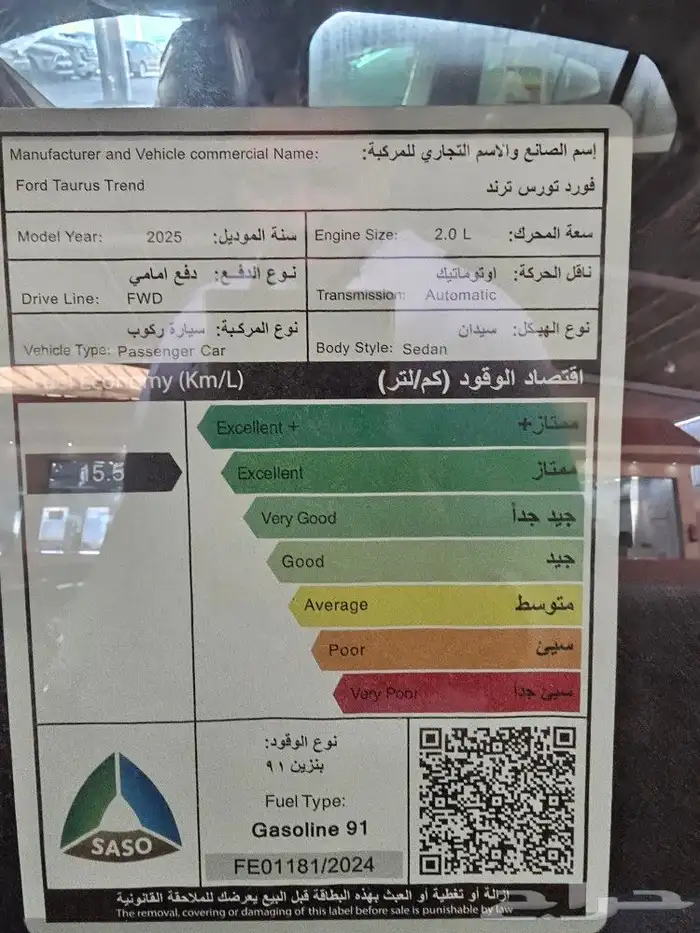 Manufacturer and Vehicle commercial Name: إسم الصانع والاسم التجاري للمركبة:
Ford Taurus Trend فورد تورس ترند
Model Year: 2025 سنة الموديل:
Engine Size: 2.0 L سعة المحرك:
نوع الدفع: دفع امامي
Drive Line: FWD
ناقل الحركة: اوتوماتيك
Transmission: Automatic
نوع المركبة: سيارة ركوب
Vehicle Type: Passenger Car
نوع الهيكل: سيدان
Body Style: Sedan
Fuel Economy (Km/L) اقتصاد الوقود (كم/لتر)
Excellent + ممتاز+
15.5
Excellent ممتاز
Very Good جيد جداً
Good جيد
Average متوسط
Poor سيئ
Very Poor سيئ جداً
SASO
نوع الوقود:
بنزين ٩١
Fuel Type:
Gasoline 91
FE01181/2024
إزالة أو تغطية أو العبث بهذه البطاقة قبل البيع يعرضك للملاحقة القانونية
The removal, covering or damaging of this label before sale is punishable by law
حراج